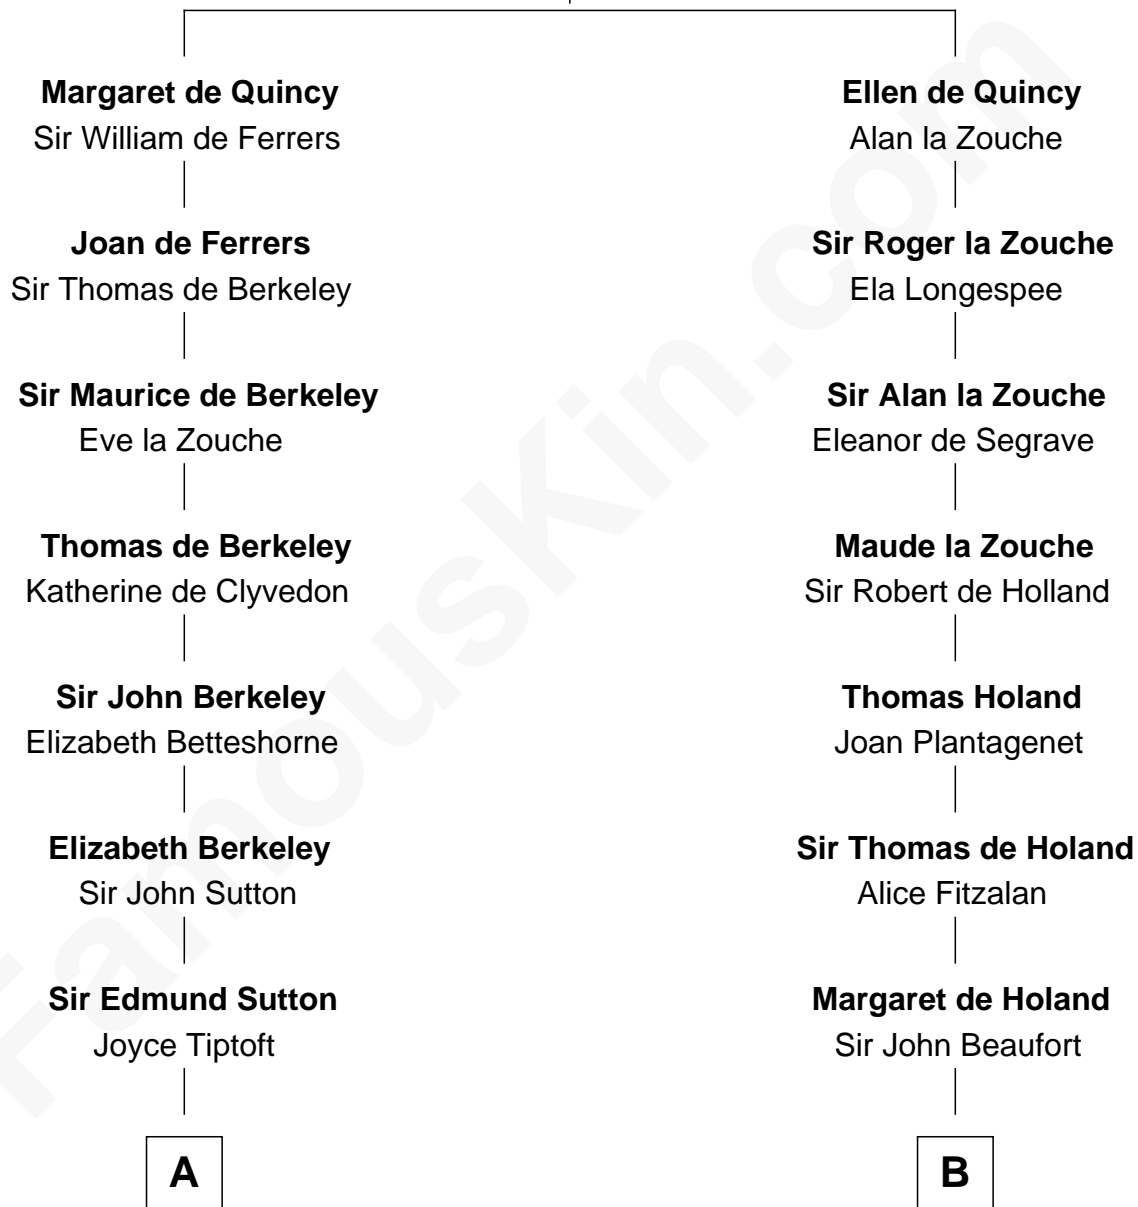 Margaret de Quincy
Sir William de Ferrers
Joan de Ferrers
Sir Thomas de Berkeley
Sir Maurice de Berkeley
Eve la Zouche
Thomas de Berkeley
Katherine de Clyvedon
Sir John Berkeley
Elizabeth Betteshorne
Elizabeth Berkeley
Sir John Sutton
Sir Edmund Sutton
Joyce Tiptoft
A
Ellen de Quincy
Alan la Zouche
Sir Roger la Zouche
Ela Longespee
Sir Alan la Zouche
Eleanor de Segrave
Maude la Zouche
Sir Robert de Holland
Thomas Holand
Joan Plantagenet
Sir Thomas de Holand
Alice Fitzalan
Margaret de Holand
Sir John Beaufort
B
FamousKin.com